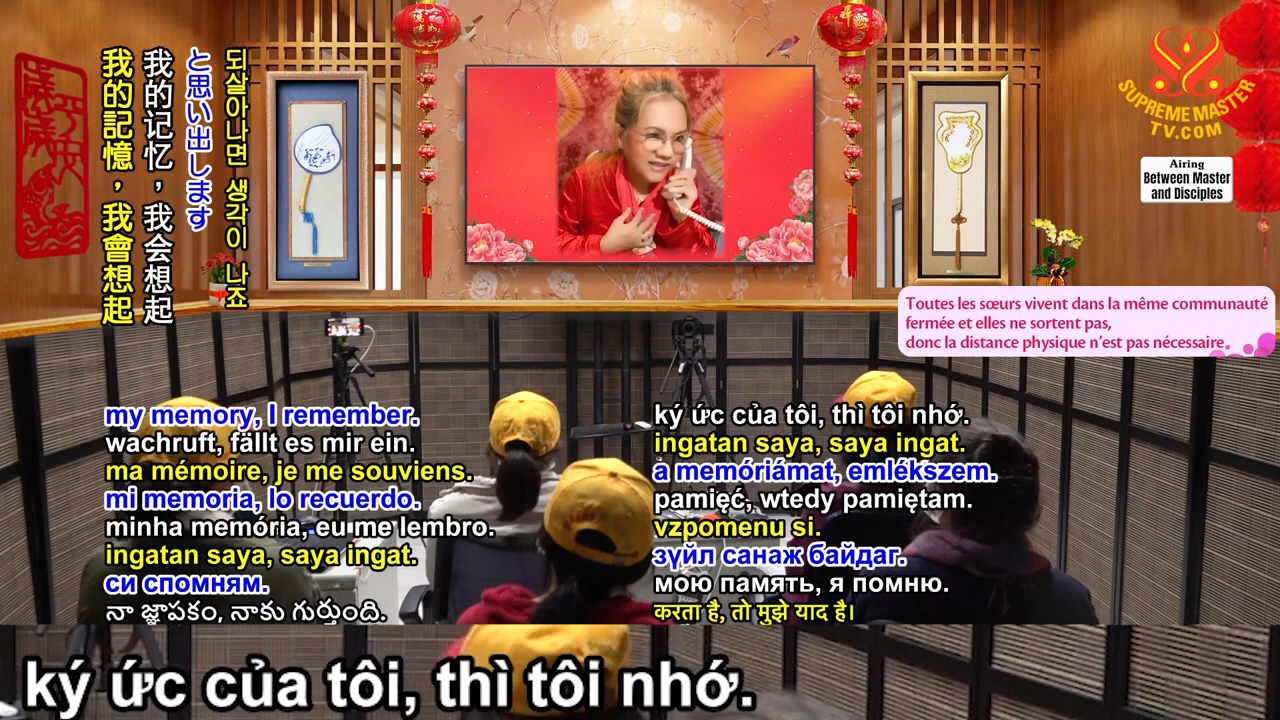 되살아나면 생각이 나죠
と思い出します
我的记忆，我会想起
我的記憶，我會想起
SUPREME MASTER
TV.COM
Airing
Between Master
and Disciples
Toutes les sœurs vivent dans la même communauté
fermée et elles ne sortent pas,
donc la distance physique n'est pas nécessaire.
my memory, I remember.
wachruft, fällt es mir ein.
ma mémoire, je me souviens.
mi memoria, lo recuerdo.
minha memória, eu me lembro.
ingatan saya, saya ingat.
си спомням.
నా జ్ఞాపకం, నాకు గుర్తుంది.
ký ức của tôi, thì tôi nhớ.
ingatan saya, saya ingat.
a memóriámat, emlékszem.
pamięć, wtedy pamiętam.
vzpomenu si.
зүйл санаж байдаг.
мою память, я помню.
करता है, तो मुझे याद है।
ký ức của tôi, thì tôi nhớ.